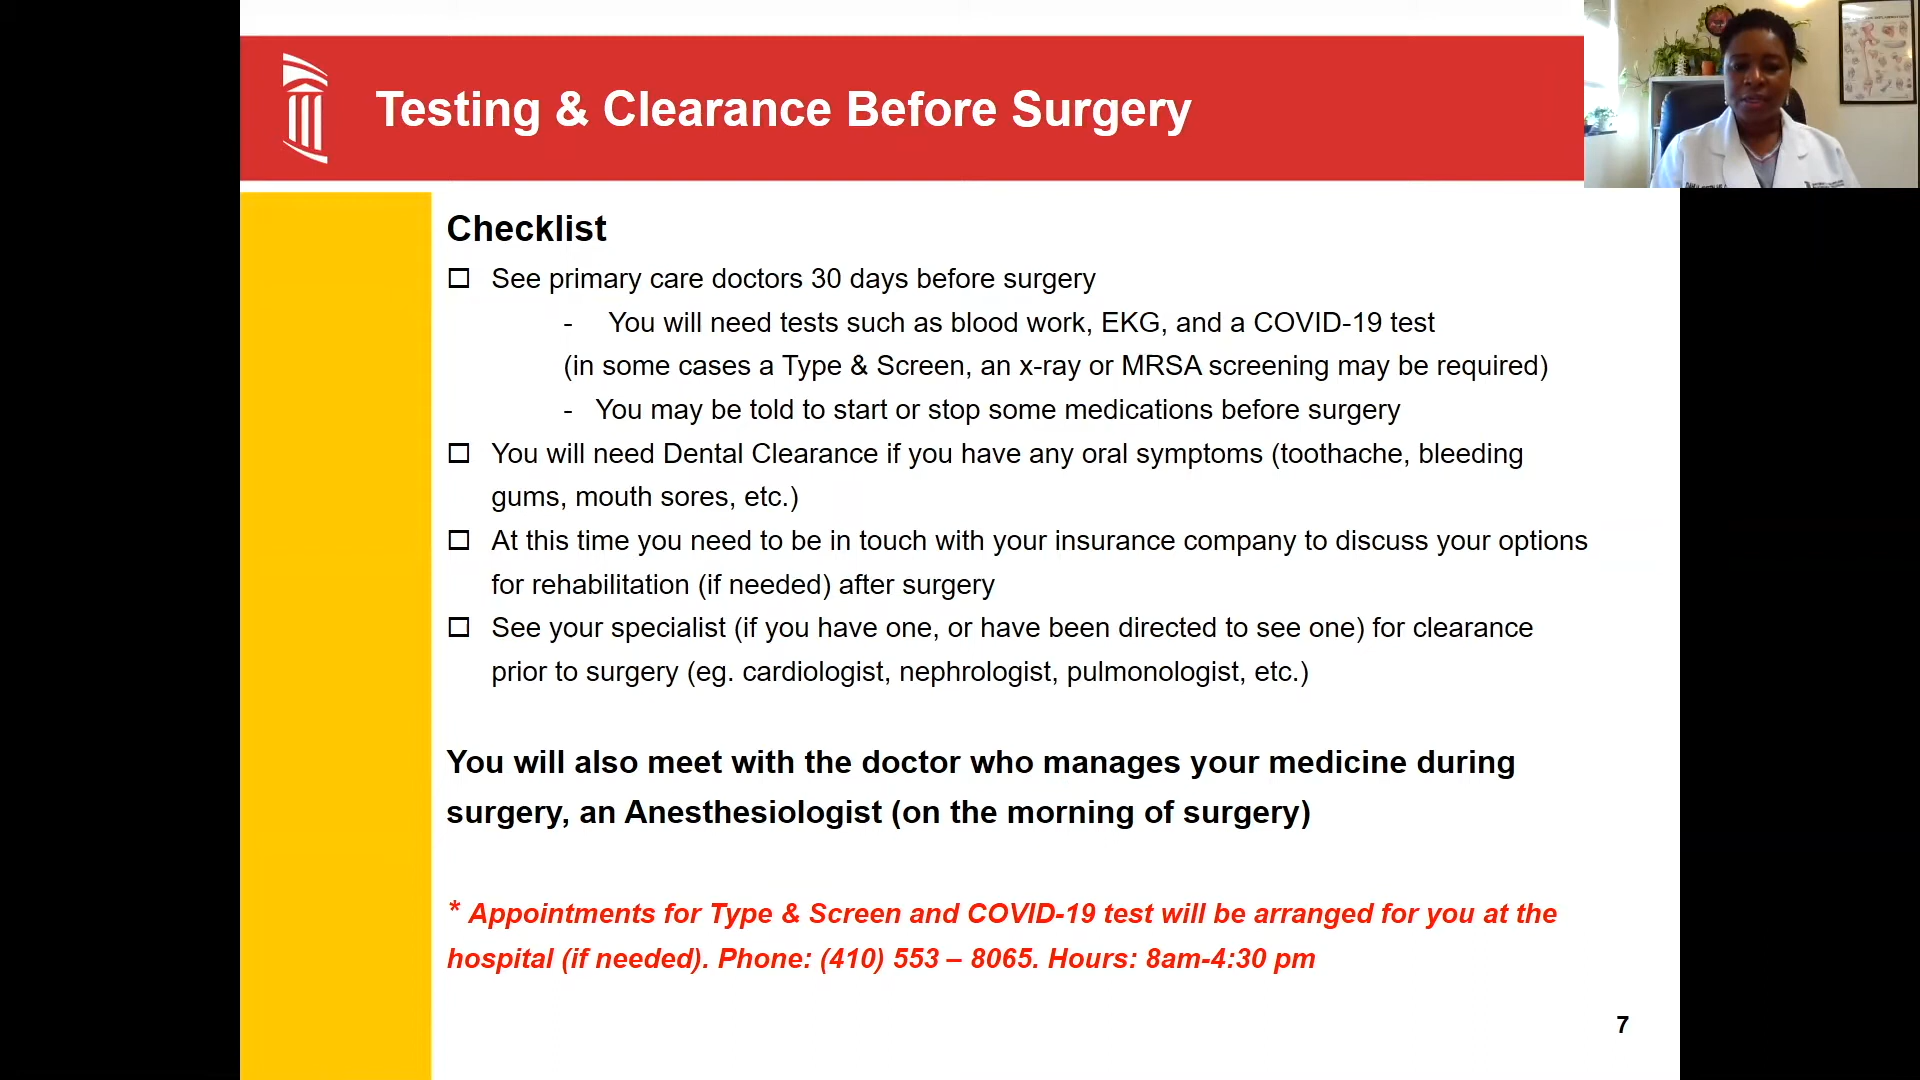 Testing & Clearance Before Surgery
Checklist
See primary care doctors 30 days before surgery
- You will need tests such as blood work, EKG, and a COVID-19 test
(in some cases a Type & Screen, an x-ray or MRSA screening may be required)
- You may be told to start or stop some medications before surgery
You will need Dental Clearance if you have any oral symptoms (toothache, bleeding
gums, mouth sores, etc.)
At this time you need to be in touch with your insurance company to discuss your options
for rehabilitation (if needed) after surgery
See your specialist (if you have one, or have been directed to see one) for clearance
prior to surgery (eg. cardiologist, nephrologist, pulmonologist, etc.)
You will also meet with the doctor who manages your medicine during
surgery, an Anesthesiologist (on the morning of surgery)
* Appointments for Type & Screen and COVID-19 test will be arranged for you at the
hospital (if needed). Phone: (410) 553 – 8065. Hours: 8am-4:30 pm
7